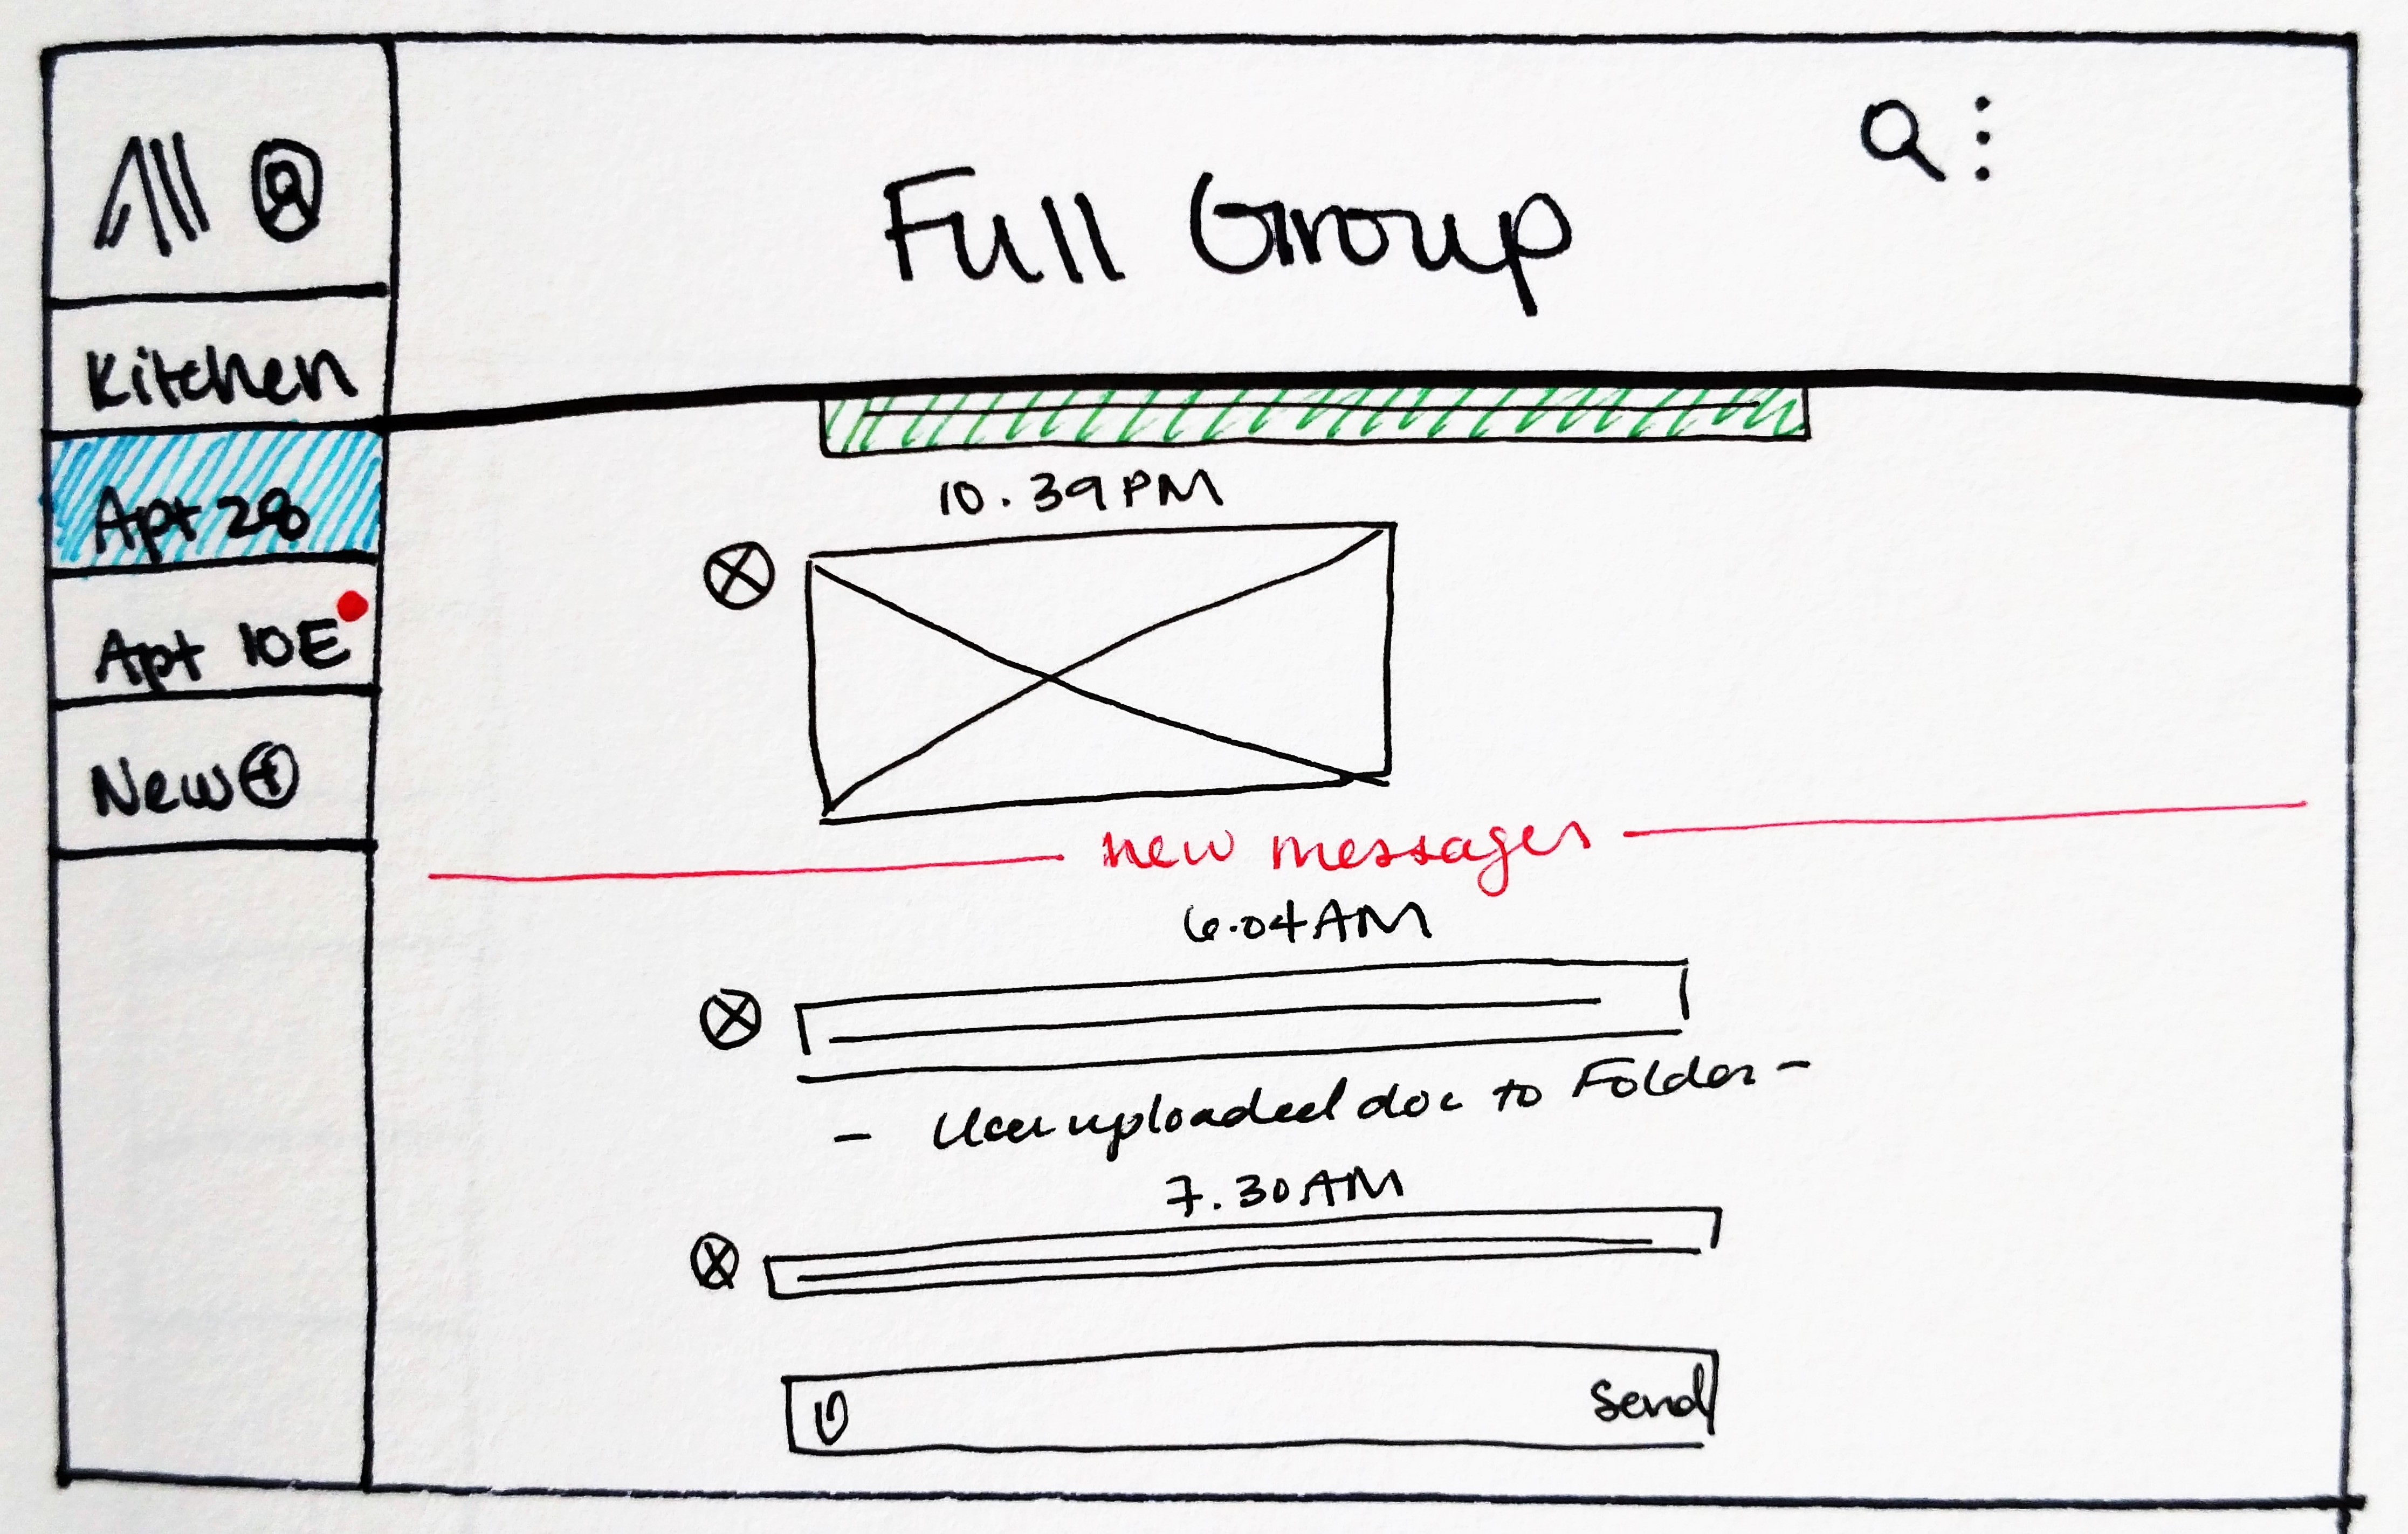 All
Kitchen
Apt 28
Apt 10E
New
Full Group
10.39PM
new messages
6.04AM
- User uploaded doc to Folder -
7.30AM
Send